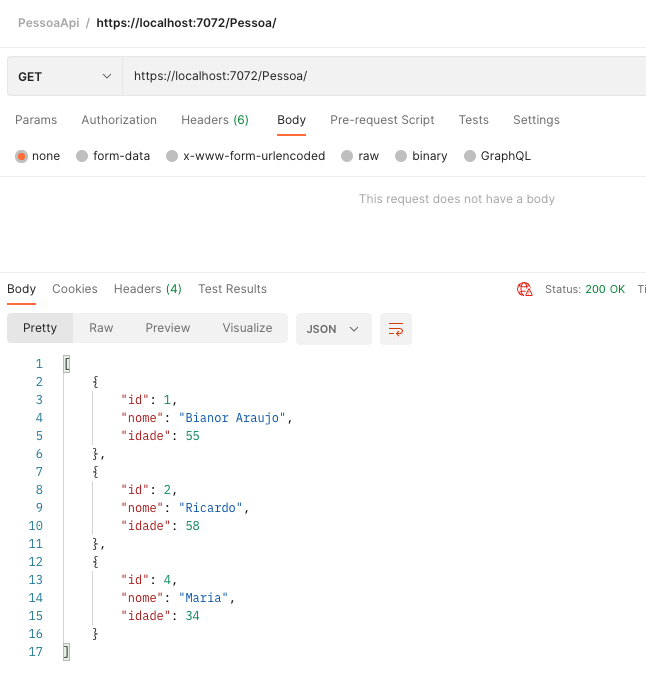 PessoaApi / https://localhost:7072/Pessoa/
GET https://localhost:7072/Pessoa/
Params Authorization Headers (6) Body Pre-request Script Tests Settings
none form-data x-www-form-urlencoded raw binary GraphQL
This request does not have a body
Body Cookies Headers (4) Test Results Status: 200 OK Ti
Pretty Raw Preview Visualize JSON
1 [
2 {
3 "id": 1,
4 "nome": "Bianor Araujo",
5 "idade": 55
6 },
7 {
8 "id": 2,
9 "nome": "Ricardo",
10 "idade": 58
11 },
12 {
13 "id": 4,
14 "nome": "Maria",
15 "idade": 34
16 }
17 ]